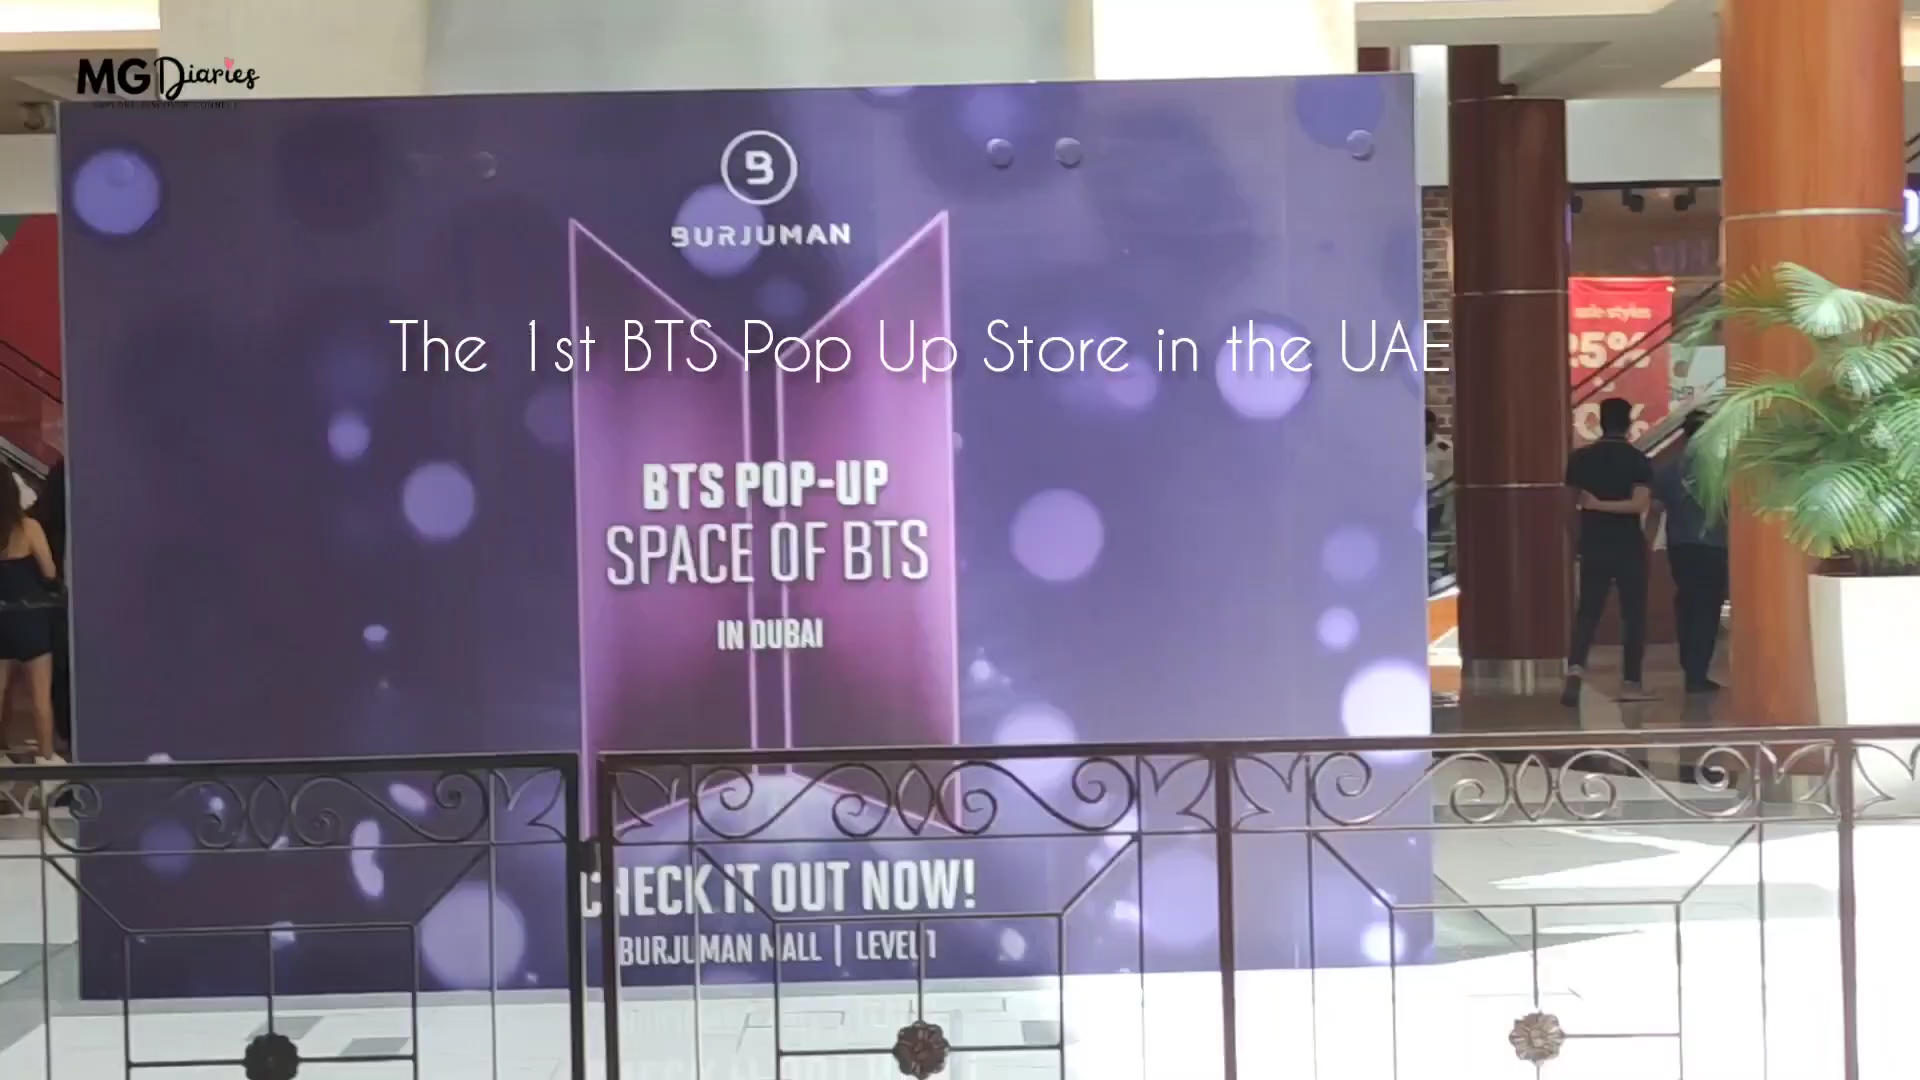 MG Diaries
B
BURJUMAN
The 1st BTS Pop Up Store in the UAE
BTS POP-UP
SPACE OF BTS
IN DUBAI
CHECK IT OUT NOW!
BURJUMAN MALL | LEVEL 1
25%